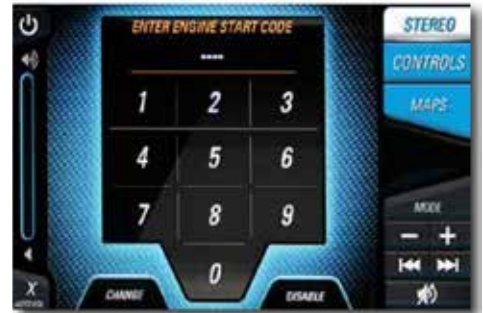 ENTER ENGINE START CODE
----
1 2 3
4 5 6
7 8 9
0
CHANGE DISABLE
STEREO
CONTROLS
MAPS
MODE
- +
X